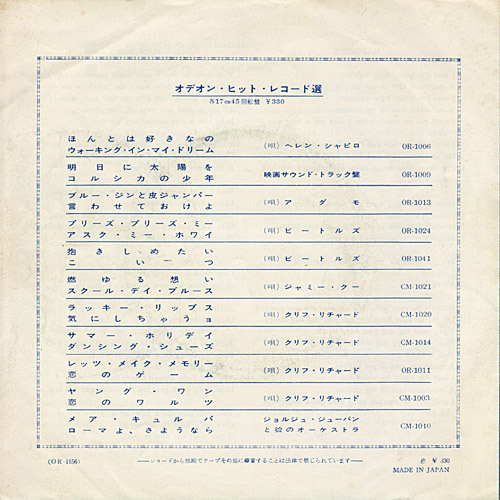 オデオン・ヒット・レコード選
各17㎝45回転盤 ¥330
ほんとは好きなの
ウォーキング・イン・マイ・ドリーム
(唄) ヘレン・シャピロ
OR-1006
明日に太陽を
コルシカの少年
映画サウンド・トラック盤
OR-1009
ブルー・ジンと皮ジャンパー
言わせておけよ
(唄) アダモ
OR-1013
プリーズ・プリーズ・ミー
アスク・ミー・ホワイ
(唄) ビートルズ
OR-1024
抱きしめたい
こいつ
(唄) ビートルズ
OR-1041
燃ゆる想い
スクール・デイ・ブルース
(唄) ジャミー・クー
CM-1021
ラッキー・リップス
気にしちゃうョ
(唄) クリフ・リチャード
CM-1020
サマー・ホリデイ
ダンシング・シューズ
(唄) クリフ・リチャード
CM-1014
レッツ・メイク・メモリー
恋のゲーム
(唄) クリフ・リチャード
OR-1011
ヤング・ワン
恋のワルツ
(唄) クリフ・リチャード
CM-1003
メア・キュルパ
ローマよ、さようなら
ジョルジュ・ジューバン
と彼のオーケストラ
CM-1010
(OR-1156)
レコードから無断でテープその他に録音することは法律で禁じられています
¥ 330
MADE IN JAPAN